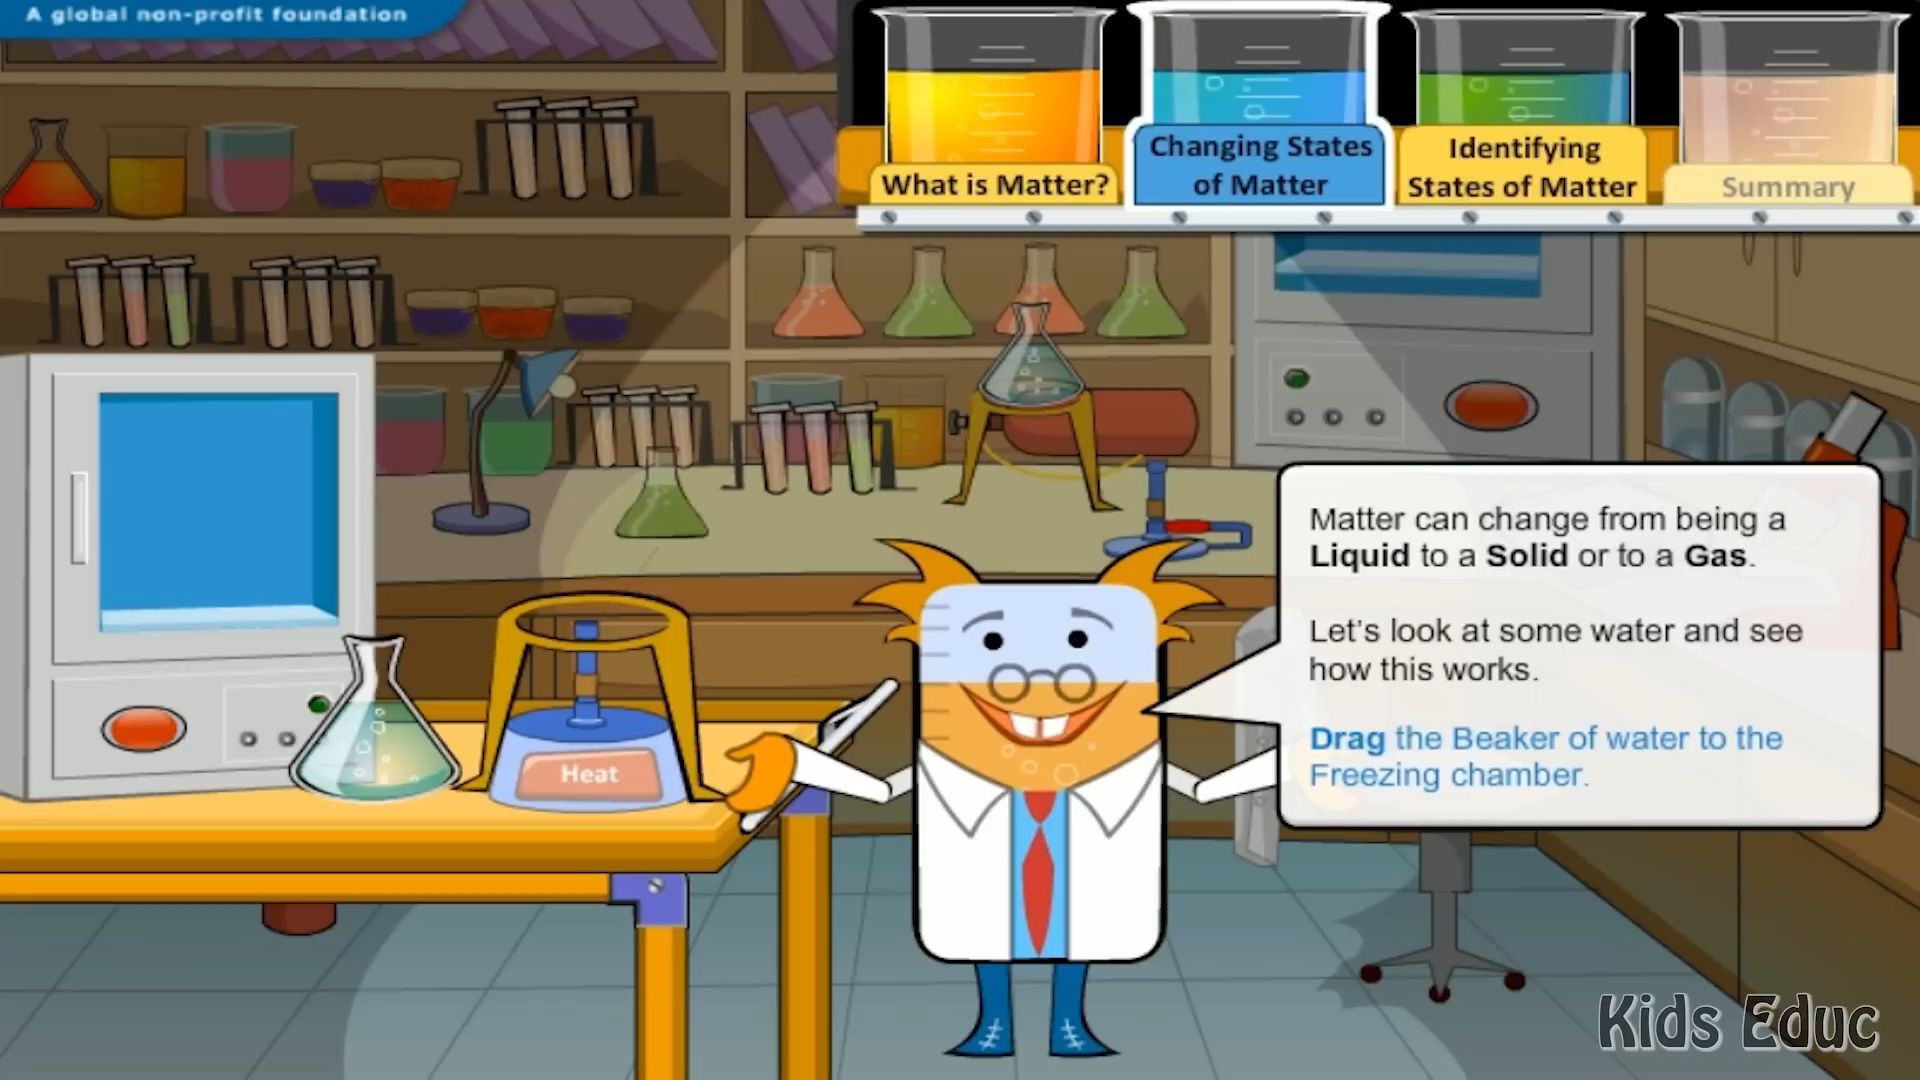 A global non-profit foundation
What is Matter?
Changing States
of Matter
Identifying
States of Matter
Summary
Matter can change from being a
Liquid to a Solid or to a Gas.
Let's look at some water and see
how this works.
Drag the Beaker of water to the
Freezing chamber.
Heat
Kids Educ